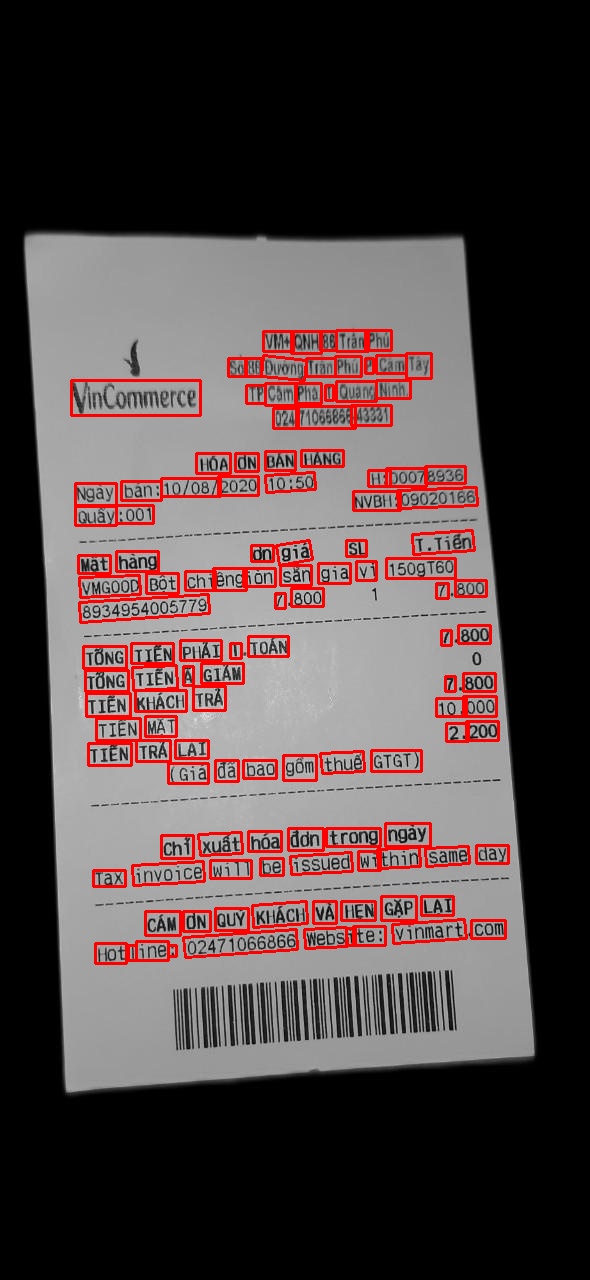 VM+ QNH 86 Trần Phú
Số 86 Đường Trần Phú, P. Cẩm Tây
TP Cẩm Phả, T. Quảng Ninh
VinCommerce
02471066866-43331
HÓA ĐƠN BÁN HÀNG
Ngày bán:10/08/2020 10:50 HĐ:00078936
Quầy:001 NVBH:09020166
Mặt hàng Đơn giá SL T.Tiền
VMGOOD Bột chiên giòn sẵn gia vị 150gT60
8934954005779 7.800 1 7.800
TỔNG TIỀN PHẢI T.TOÁN 7.800
TỔNG TIỀN ĐÃ GIẢM 0
TIỀN KHÁCH TRẢ 7.800
TIỀN MẶT 10.000
TIỀN TRẢ LẠI 2.200
(Giá đã bao gồm thuế GTGT)
Chỉ xuất hóa đơn trong ngày
Tax invoice will be issued within same day
CẢM ƠN QUÝ KHÁCH VÀ HẸN GẶP LẠI
Hotline: 02471066866 Website: vinmart.com